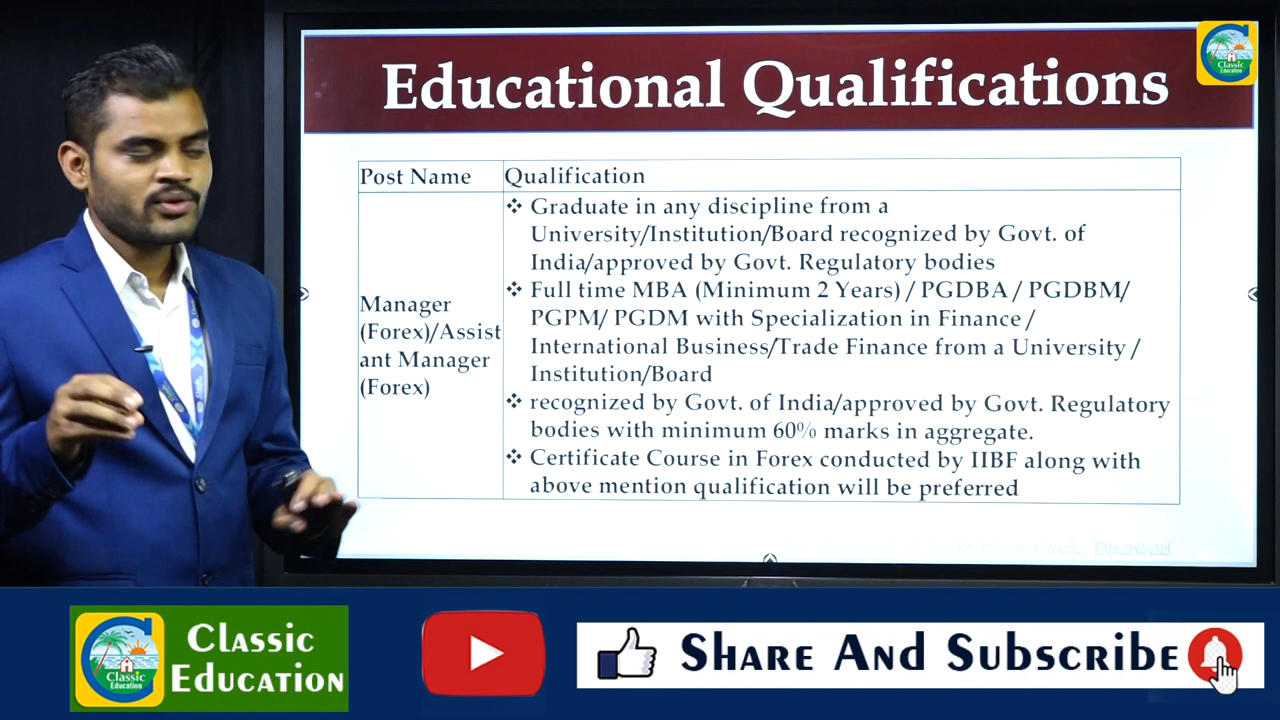 Educational Qualifications
Classic
Education
Post Name
Qualification
❖ Graduate in any discipline from a
University/Institution/Board recognized by Govt. of
India/approved by Govt. Regulatory bodies
❖ Full time MBA (Minimum 2 Years) / PGDBA / PGDBM/
PGPM/ PGDM with Specialization in Finance /
International Business/Trade Finance from a University /
Institution/Board
❖ recognized by Govt. of India/approved by Govt. Regulatory
bodies with minimum 60% marks in aggregate.
❖ Certificate Course in Forex conducted by IIBF along with
above mention qualification will be preferred
Manager
(Forex)/Assist
ant Manager
(Forex)
Classic
Education
Classic
Education
Share And Subscribe